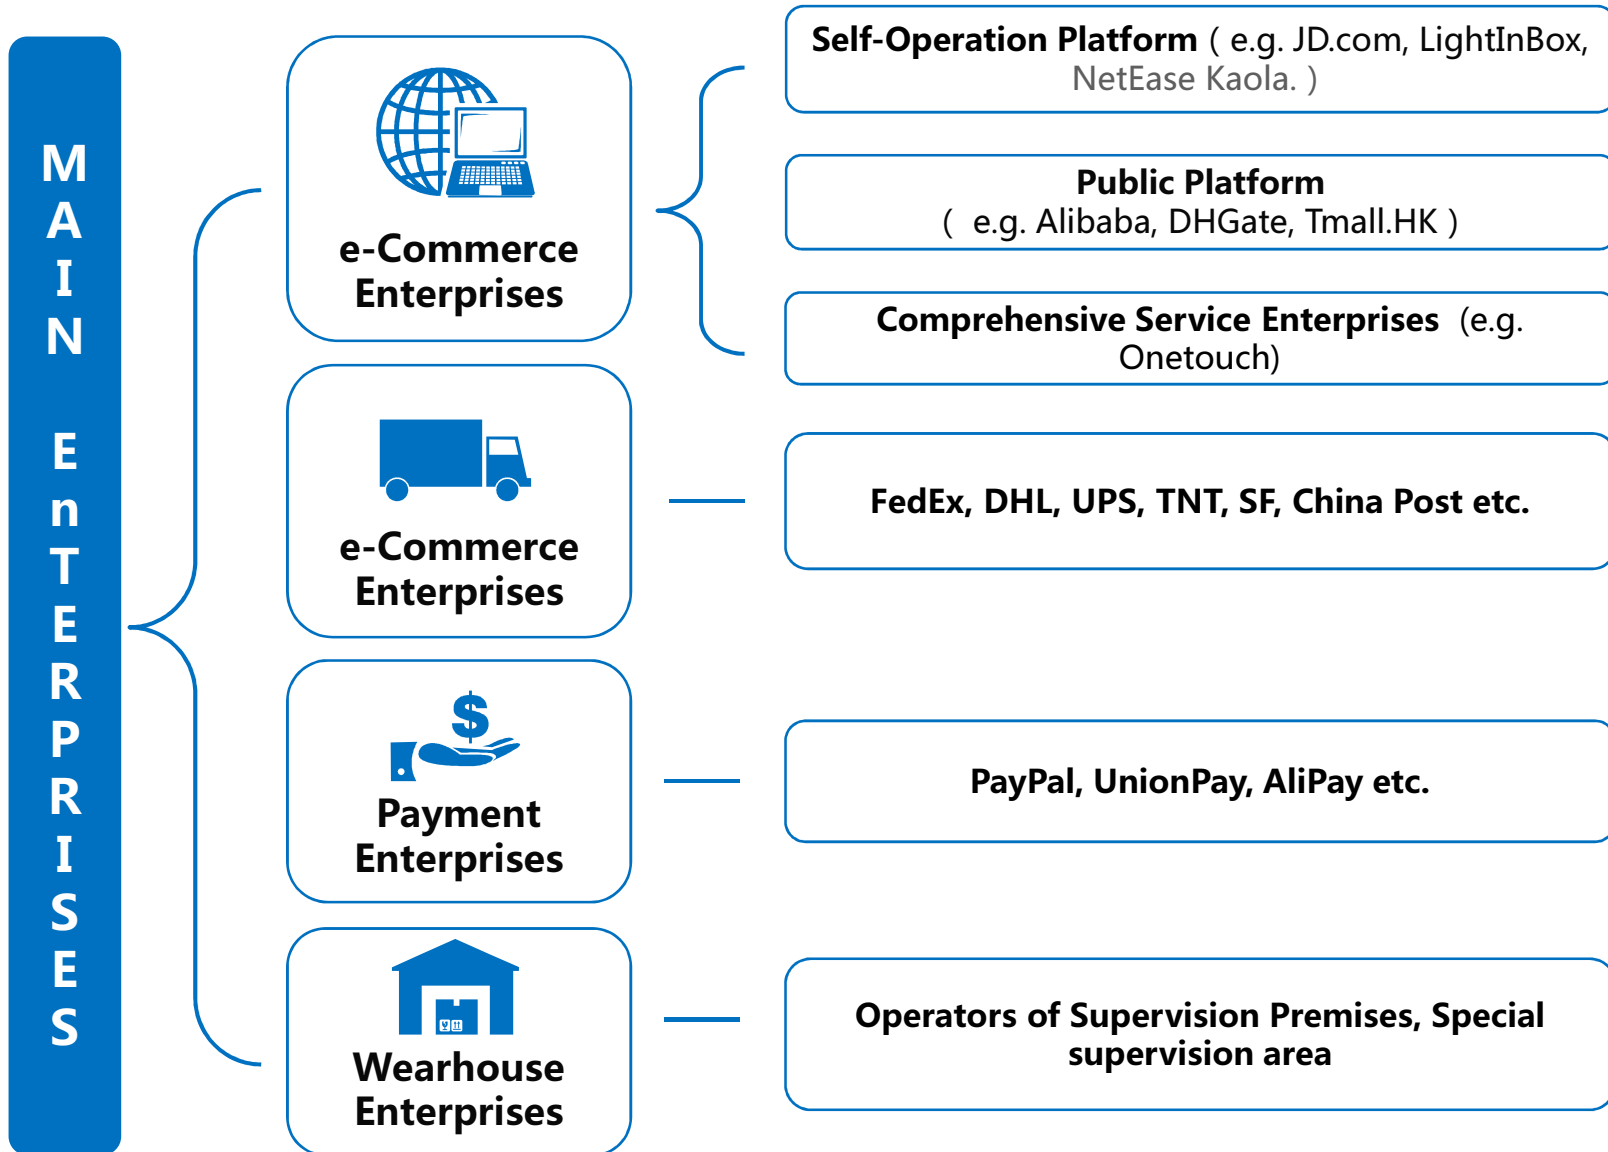 MAIN EnTERPRISES
e-Commerce
Enterprises
Self-Operation Platform ( e.g. JD.com, LightInBox,
NetEase Kaola. )
Public Platform
( e.g. Alibaba, DHGate, Tmall.HK )
Comprehensive Service Enterprises (e.g.
Onetouch)
e-Commerce
Enterprises
FedEx, DHL, UPS, TNT, SF, China Post etc.
$
Payment
Enterprises
PayPal, UnionPay, AliPay etc.
Wearhouse
Enterprises
Operators of Supervision Premises, Special
supervision area